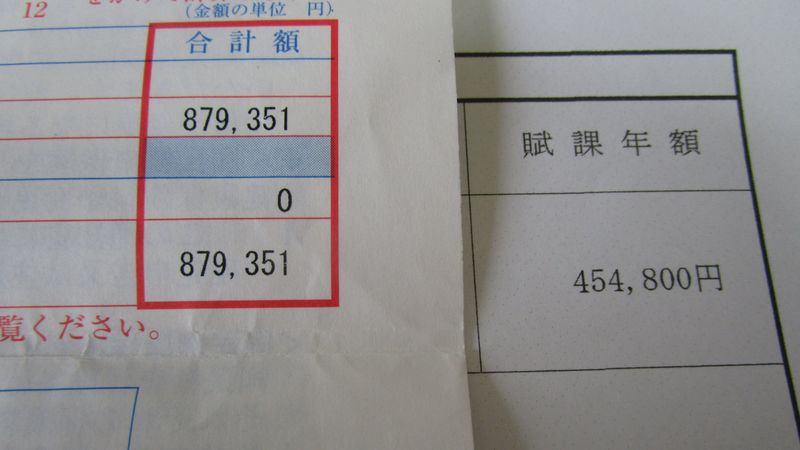 12
(金額の単位 円)
合計額
879,351
0
879,351
覧ください。
賦課年額
454,800円